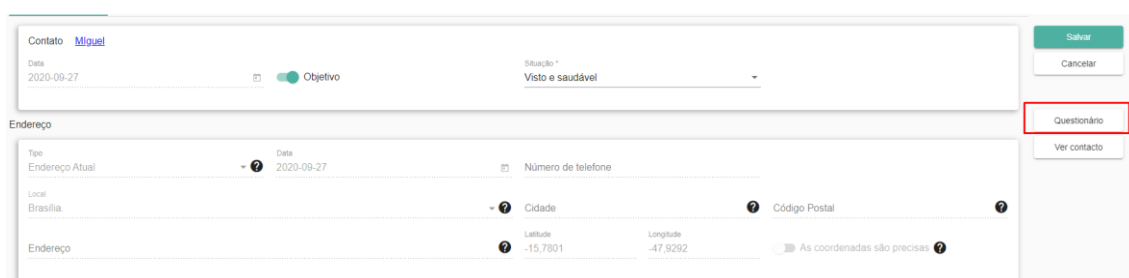 Contato MIguel
Salvar
Data
Situação *
2020-09-27 Objetivo Visto e saudável
Cancelar
Endereço
Questionário
Tipo Data
Endereço Atual ? 2020-09-27 Número de telefone
Ver contacto
Local
Brasília. ? Cidade ? Código Postal ?
Latitude Longitude
Endereço ? -15,7801 -47,9292 As coordenadas são precisas ?